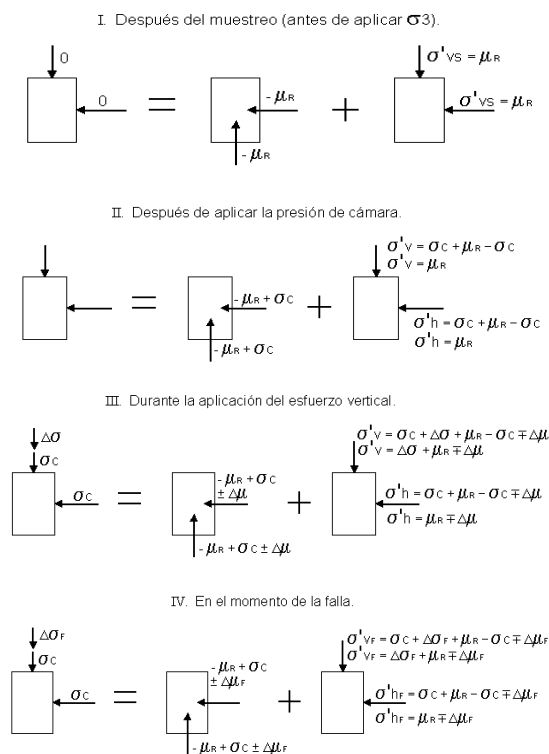 I. Después del muestreo (antes de aplicar σ3).
0
0
=
- μR
- μR
+
σ'VS = μR
σ'VS = μR
II. Después de aplicar la presión de cámara.
=
- μR + σC
- μR + σC
+
σ'V = σC + μR − σC
σ'V = μR
σ'h = σC + μR − σC
σ'h = μR
III. Durante la aplicación del esfuerzo vertical.
Δσ
σC
σC
=
- μR + σC
± Δμ
- μR + σC ± Δμ
+
σ'V = σC + Δσ + μR − σC ∓ Δμ
σ'V = Δσ + μR ∓ Δμ
σ'h = σC + μR − σC ∓ Δμ
σ'h = μR ∓ Δμ
IV. En el momento de la falla.
ΔσF
σC
σC
=
- μR + σC
± ΔμF
- μR + σC ± ΔμF
+
σ'VF = σC + ΔσF + μR − σC ∓ ΔμF
σ'VF = ΔσF + μR ∓ ΔμF
σ'hF = σC + μR − σC ∓ ΔμF
σ'hF = μR ∓ ΔμF